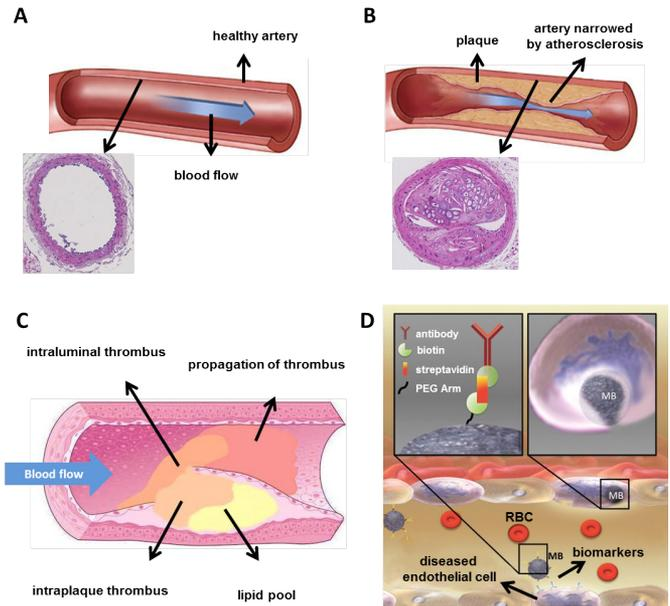 A
healthy artery
blood flow
B
plaque
artery narrowed
by atherosclerosis
C
intraluminal thrombus
propagation of thrombus
Blood flow
intraplaque thrombus
lipid pool
D
antibody
biotin
streptavidin
PEG Arm
MB
MB
RBC
MB
biomarkers
diseased
endothelial cell